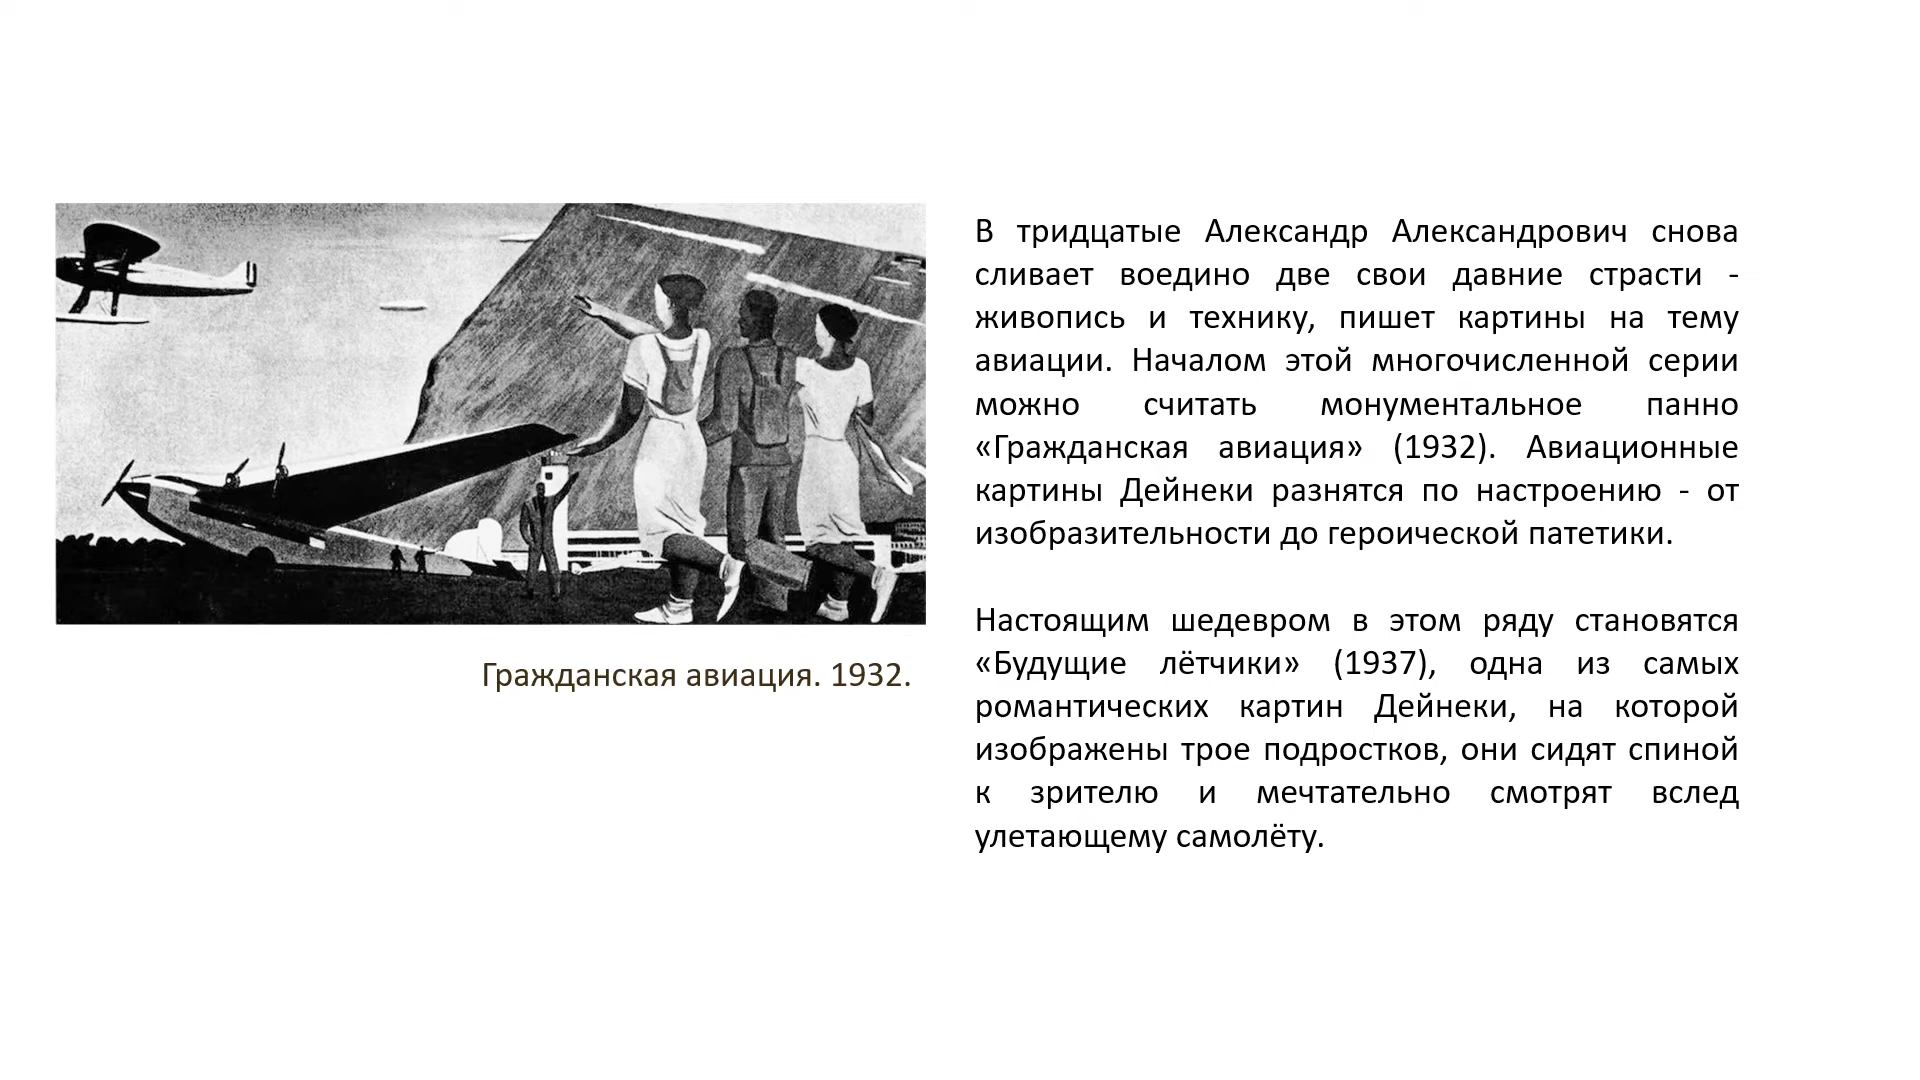 В тридцатые Александр Александрович снова
сливает воедино две свои давние страсти -
живопись и технику, пишет картины на тему
авиации. Началом этой многочисленной серии
можно считать монументальное панно
«Гражданская авиация» (1932). Авиационные
картины Дейнеки разнятся по настроению - от
изобразительности до героической патетики.
Настоящим шедевром в этом ряду становятся
«Будущие лётчики» (1937), одна из самых
романтических картин Дейнеки, на которой
изображены трое подростков, они сидят спиной
к зрителю и мечтательно смотрят вслед
улетающему самолёту.
Гражданская авиация. 1932.